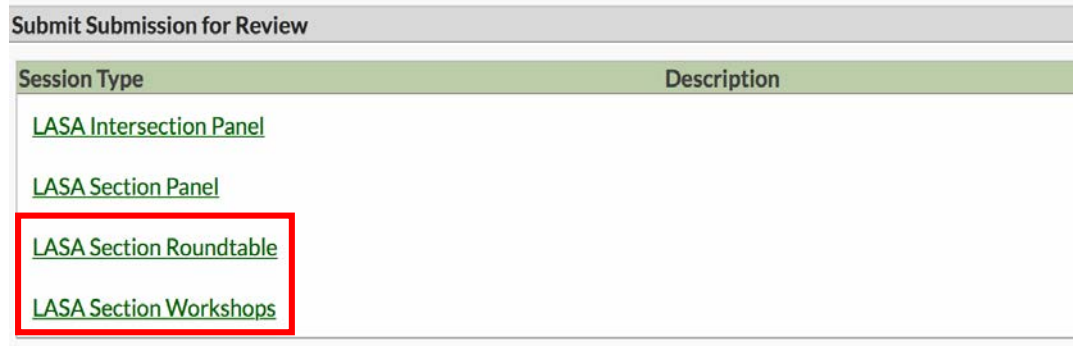 Submit Submission for Review
Session Type Description
LASA Intersection Panel
LASA Section Panel
LASA Section Roundtable
LASA Section Workshops